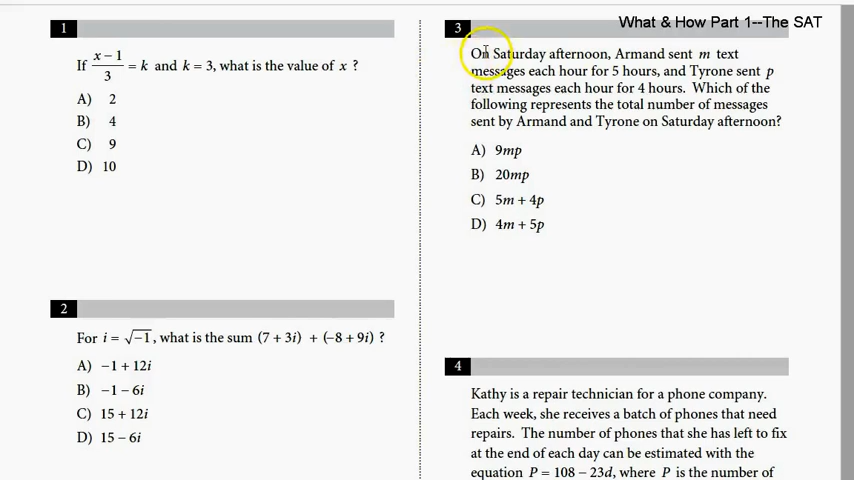 What & How Part 1--The SAT
1
If x − 1 / 3 = k and k = 3, what is the value of x ?
A) 2
B) 4
C) 9
D) 10
2
For i = √−1, what is the sum (7 + 3i) + (−8 + 9i) ?
A) −1 + 12i
B) −1 − 6i
C) 15 + 12i
D) 15 − 6i
3
On Saturday afternoon, Armand sent m text
messages each hour for 5 hours, and Tyrone sent p
text messages each hour for 4 hours. Which of the
following represents the total number of messages
sent by Armand and Tyrone on Saturday afternoon?
A) 9mp
B) 20mp
C) 5m + 4p
D) 4m + 5p
4
Kathy is a repair technician for a phone company.
Each week, she receives a batch of phones that need
repairs. The number of phones that she has left to fix
at the end of each day can be estimated with the
equation P = 108 − 23d, where P is the number of